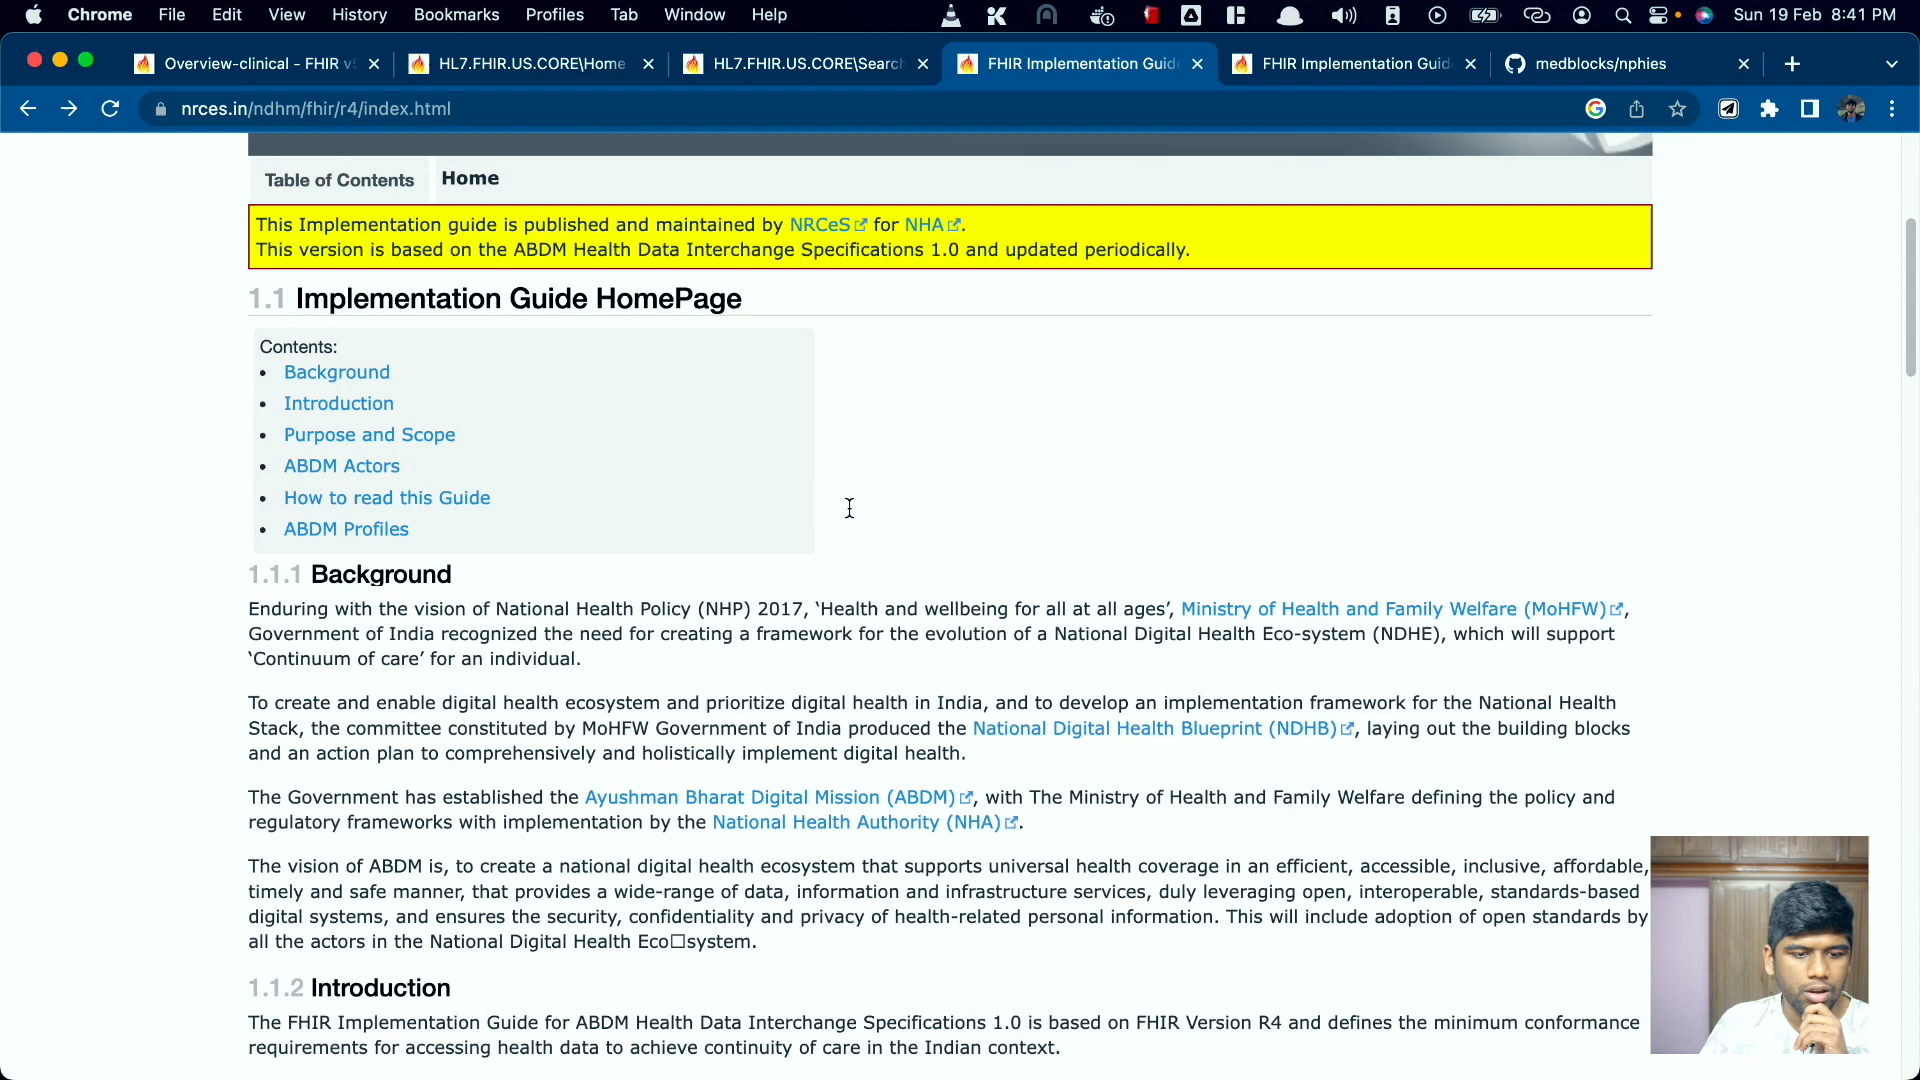 Chrome File Edit View History Bookmarks Profiles Tab Window Help Sun 19 Feb 8:41 PM
Overview-clinical - FHIR v HL7.FHIR.US.CORE\Home HL7.FHIR.US.CORE\Search FHIR Implementation Guid FHIR Implementation Guid medblocks/nphies
nrces.in/ndhm/fhir/r4/index.html
Table of Contents Home
This Implementation guide is published and maintained by NRCeS for NHA.
This version is based on the ABDM Health Data Interchange Specifications 1.0 and updated periodically.
1.1 Implementation Guide HomePage
Contents:
• Background
• Introduction
• Purpose and Scope
• ABDM Actors
• How to read this Guide
• ABDM Profiles
1.1.1 Background
Enduring with the vision of National Health Policy (NHP) 2017, ‘Health and wellbeing for all at all ages’, Ministry of Health and Family Welfare (MoHFW),
Government of India recognized the need for creating a framework for the evolution of a National Digital Health Eco-system (NDHE), which will support
‘Continuum of care’ for an individual.
To create and enable digital health ecosystem and prioritize digital health in India, and to develop an implementation framework for the National Health
Stack, the committee constituted by MoHFW Government of India produced the National Digital Health Blueprint (NDHB), laying out the building blocks
and an action plan to comprehensively and holistically implement digital health.
The Government has established the Ayushman Bharat Digital Mission (ABDM), with The Ministry of Health and Family Welfare defining the policy and
regulatory frameworks with implementation by the National Health Authority (NHA).
The vision of ABDM is, to create a national digital health ecosystem that supports universal health coverage in an efficient, accessible, inclusive, affordable,
timely and safe manner, that provides a wide-range of data, information and infrastructure services, duly leveraging open, interoperable, standards-based
digital systems, and ensures the security, confidentiality and privacy of health-related personal information. This will include adoption of open standards by
all the actors in the National Digital Health Eco□system.
1.1.2 Introduction
The FHIR Implementation Guide for ABDM Health Data Interchange Specifications 1.0 is based on FHIR Version R4 and defines the minimum conformance
requirements for accessing health data to achieve continuity of care in the Indian context.